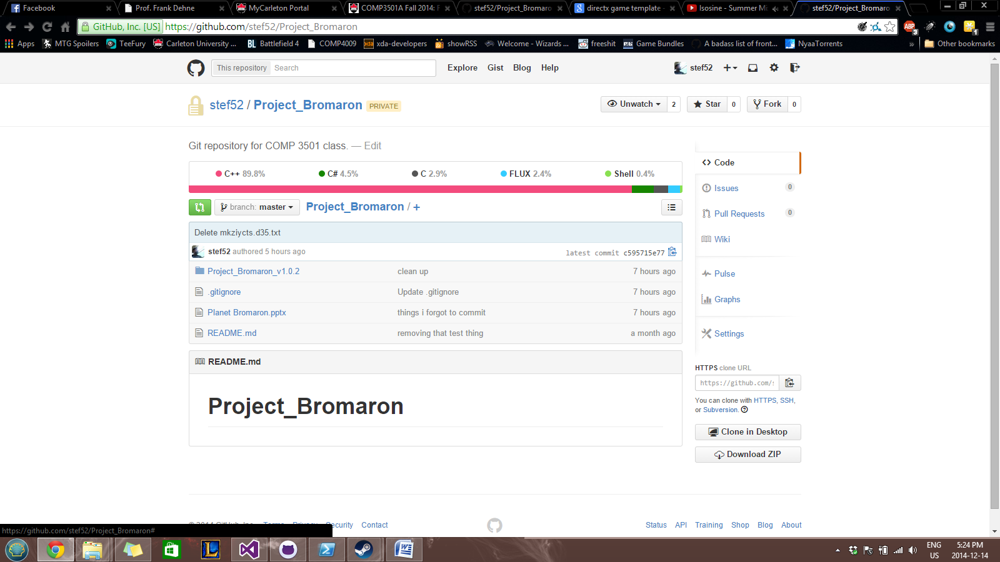 Facebook
Prof. Frank Dehne
MyCarleton Portal
COMP3501A Fall 2014: F
stef52/Project_Bromaro
directx game template -
Isosine - Summer Mi
stef52/Project_Bromaro
GitHub, Inc. [US] https://github.com/stef52/Project_Bromaron
ABP 3 1
Apps MTG Spoilers TeeFury Carleton University ... BL Battlefield 4 COMP4009 xda xda-developers showRSS Welcome - Wizards ... freeshit Game Bundles A badass list of front... NyaaTorrents » Other bookmarks
This repository Search Explore Gist Blog Help stef52
stef52 / Project_Bromaron PRIVATE Unwatch 2 Star 0 Fork 0
Git repository for COMP 3501 class. — Edit
C++ 89.8% C# 4.5% C 2.9% FLUX 2.4% Shell 0.4%
branch: master Project_Bromaron / +
Delete mkziycts.d35.txt
stef52 authored 5 hours ago latest commit c595715e77
Project_Bromaron_v1.0.2 clean up 7 hours ago
.gitignore Update .gitignore 7 hours ago
Planet Bromaron.pptx things i forgot to commit 7 hours ago
README.md removing that test thing a month ago
README.md
Project_Bromaron
Code
Issues 0
Pull Requests 0
Wiki
Pulse
Graphs
Settings
HTTPS clone URL
https://github.com/s
You can clone with HTTPS, SSH,
or Subversion.
Clone in Desktop
Download ZIP
Security Contact Status API Training Shop Blog About
https://github.com/stef52/Project_Bromaron#
ENG
US
5:24 PM
2014-12-14